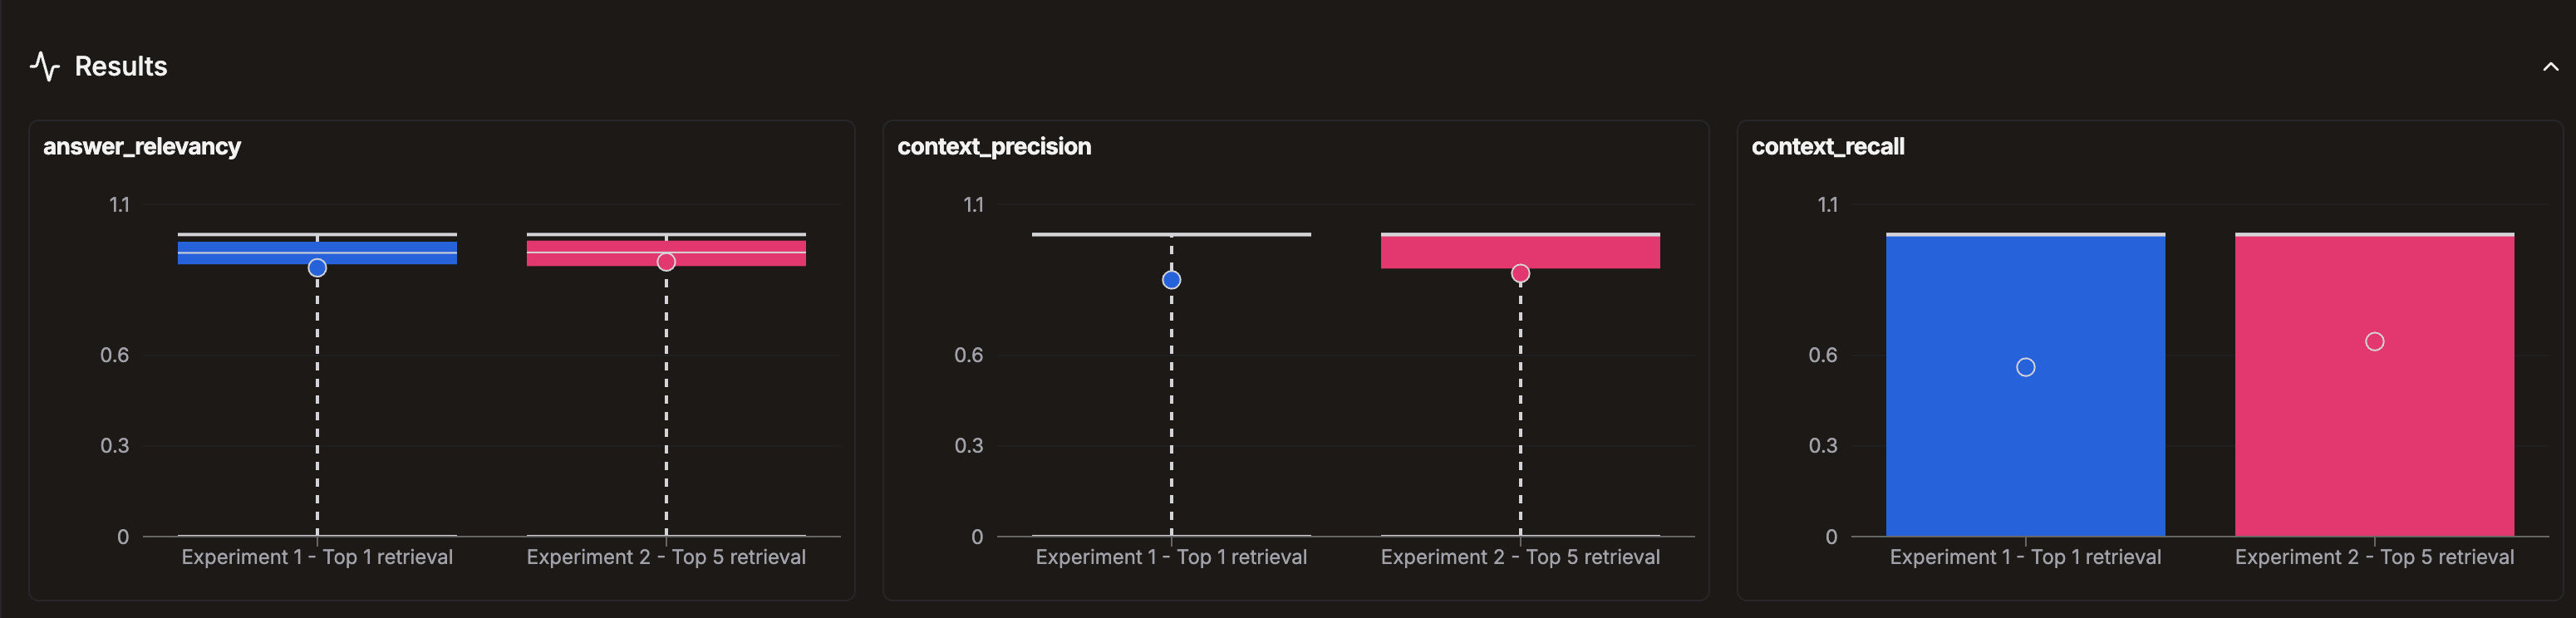 Results
answer_relevancy
1.1
0.6
0.3
0
Experiment 1 - Top 1 retrieval
Experiment 2 - Top 5 retrieval
context_precision
1.1
0.6
0.3
0
Experiment 1 - Top 1 retrieval
Experiment 2 - Top 5 retrieval
context_recall
1.1
0.6
0.3
0
Experiment 1 - Top 1 retrieval
Experiment 2 - Top 5 retrieval